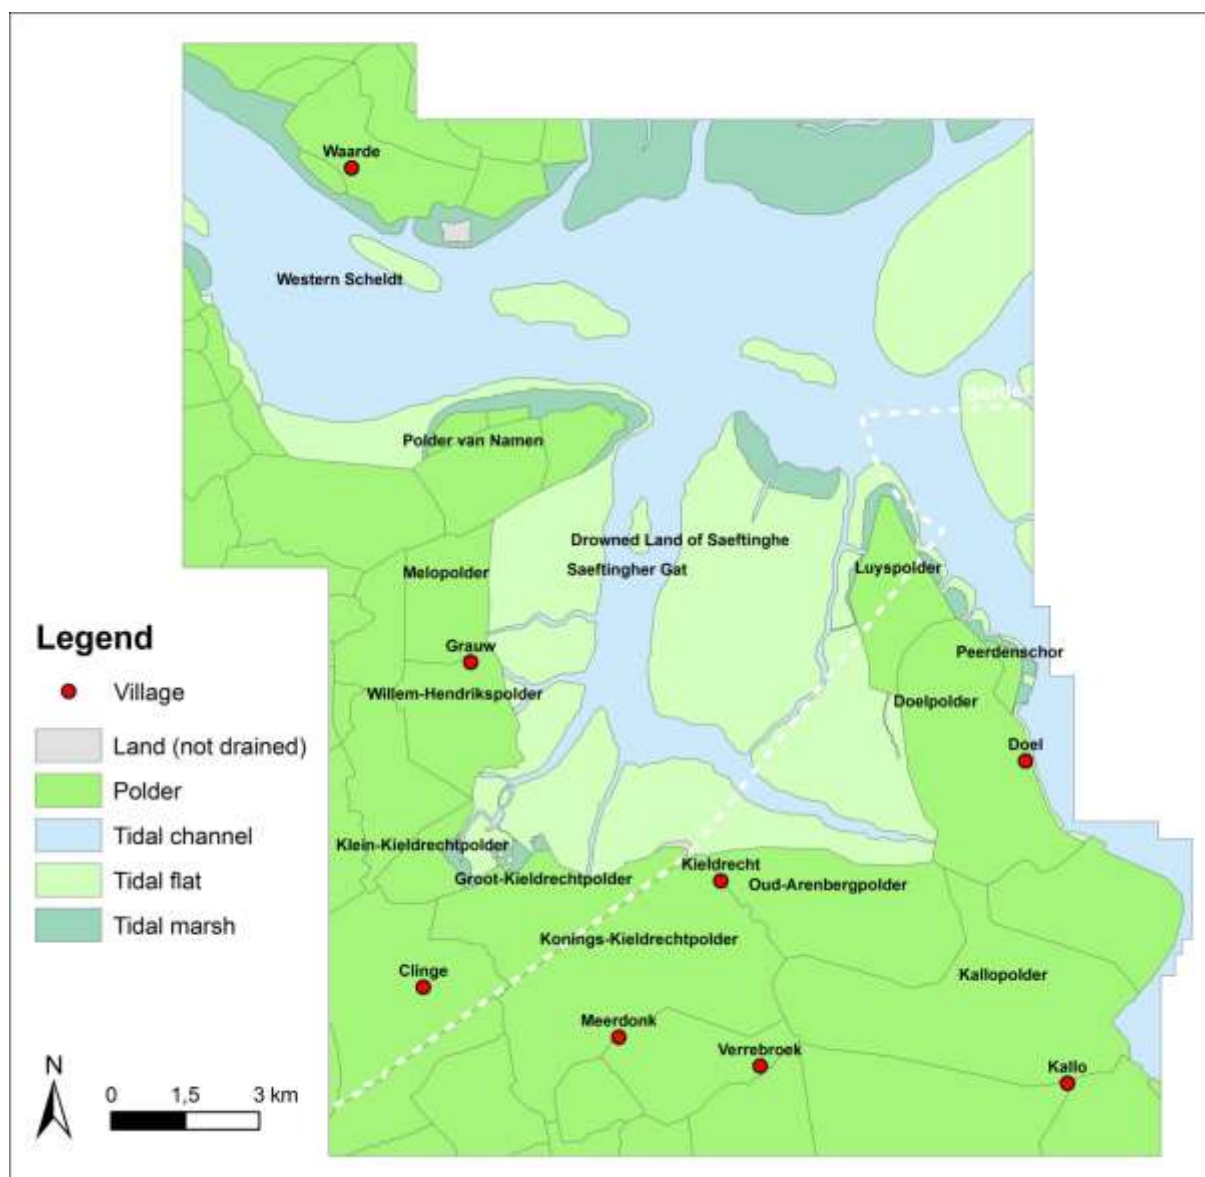 Waarde
Western Scheldt
Border
Polder van Namen
Drowned Land of Saeftinghe
Melopolder
Saeftingher Gat
Luyspolder
Legend
Grauw
Peerdenschor
Village
Willem-Hendrikspolder
Doelpolder
Land (not drained)
Doel
Polder
Tidal channel
Klein-Kieldrechtpolder
Tidal flat
Kieldrecht
Groot-Kieldrechtpolder
Oud-Arenbergpolder
Tidal marsh
Konings-Kieldrechtpolder
Clinge
Kallopolder
Meerdonk
Verrebroek
N
Kallo
0 1,5 3 km